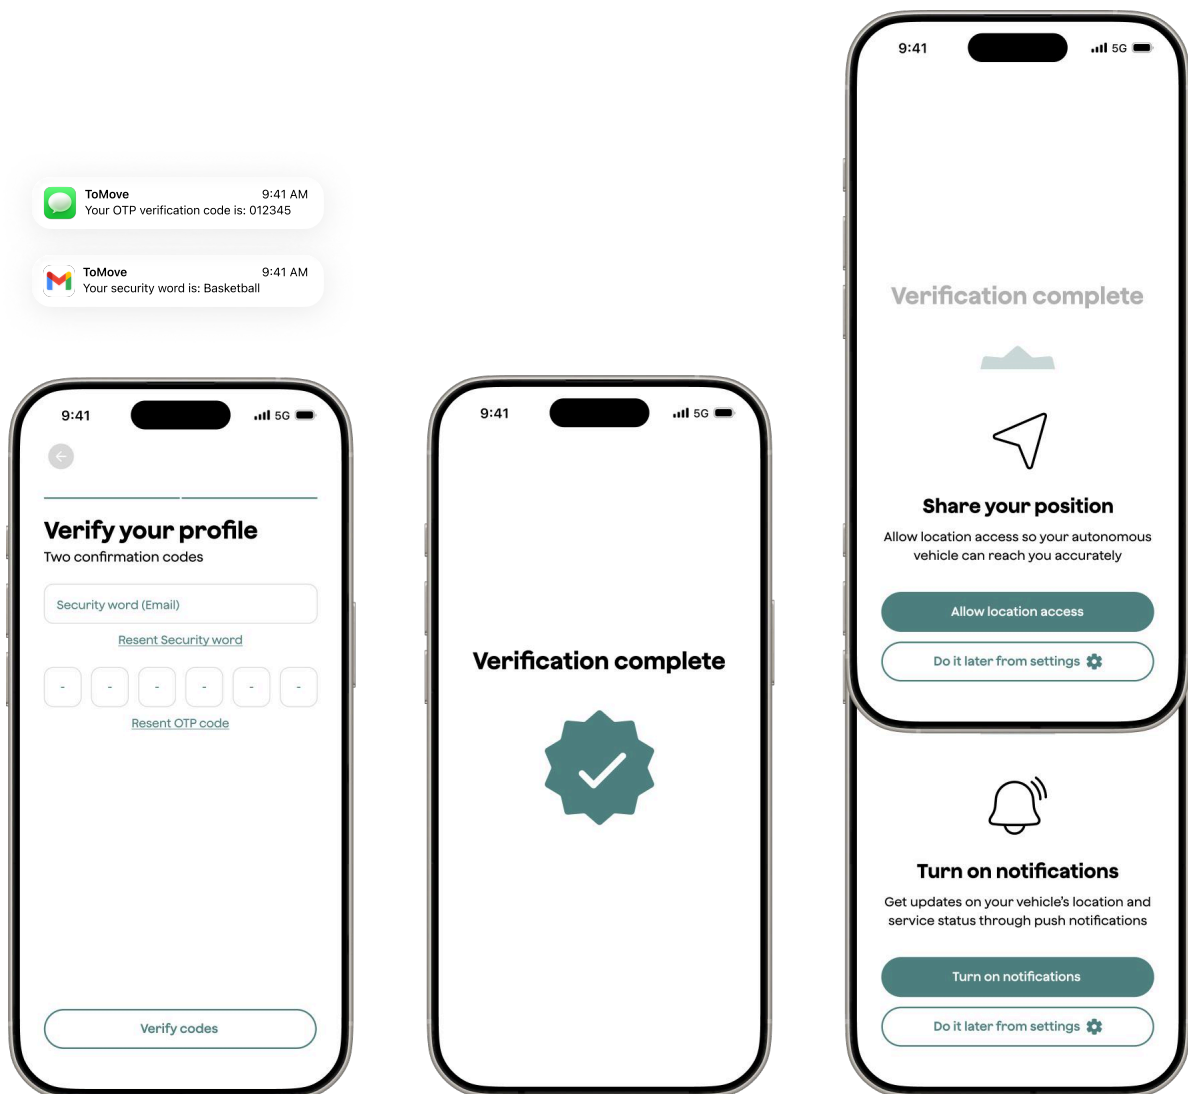 ToMove 9:41 AM
Your OTP verification code is: 012345
ToMove 9:41 AM
Your security word is: Basketball
9:41 5G
Verify your profile
Two confirmation codes
Security word (Email)
Resent Security word
- - - - - -
Resent OTP code
Verify codes
9:41 5G
Verification complete
9:41 5G
Verification complete
Share your position
Allow location access so your autonomous
vehicle can reach you accurately
Allow location access
Do it later from settings
Turn on notifications
Get updates on your vehicle's location and
service status through push notifications
Turn on notifications
Do it later from settings